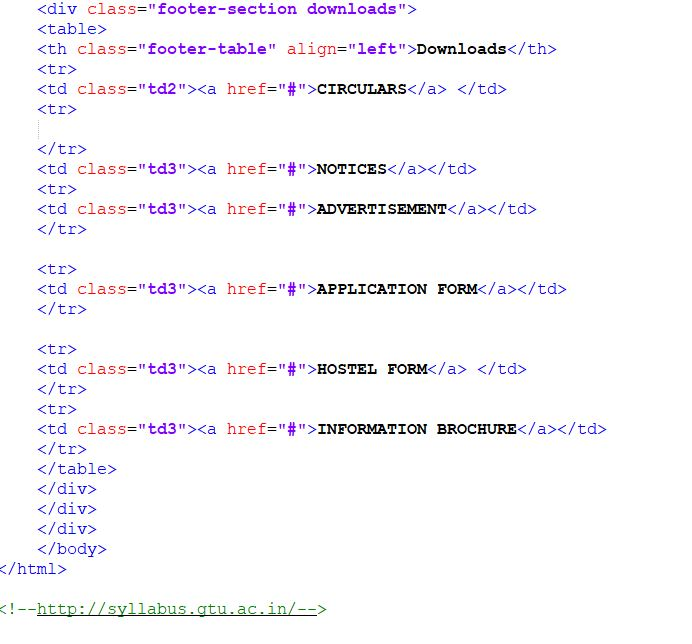 <div class="footer-section downloads">
<table>
<th class="footer-table" align="left">Downloads</th>
<tr>
<td class="td2"><a href="#">CIRCULARS</a> </td>
<tr>
</tr>
<td class="td3"><a href="#">NOTICES</a></td>
<tr>
<td class="td3"><a href="#">ADVERTISEMENT</a></td>
</tr>
<tr>
<td class="td3"><a href="#">APPLICATION FORM</a></td>
</tr>
<tr>
<td class="td3"><a href="#">HOSTEL FORM</a> </td>
</tr>
<tr>
<td class="td3"><a href="#">INFORMATION BROCHURE</a></td>
</tr>
</table>
</div>
</div>
</div>
</body>
</html>
<!--http://syllabus.gtu.ac.in/-->